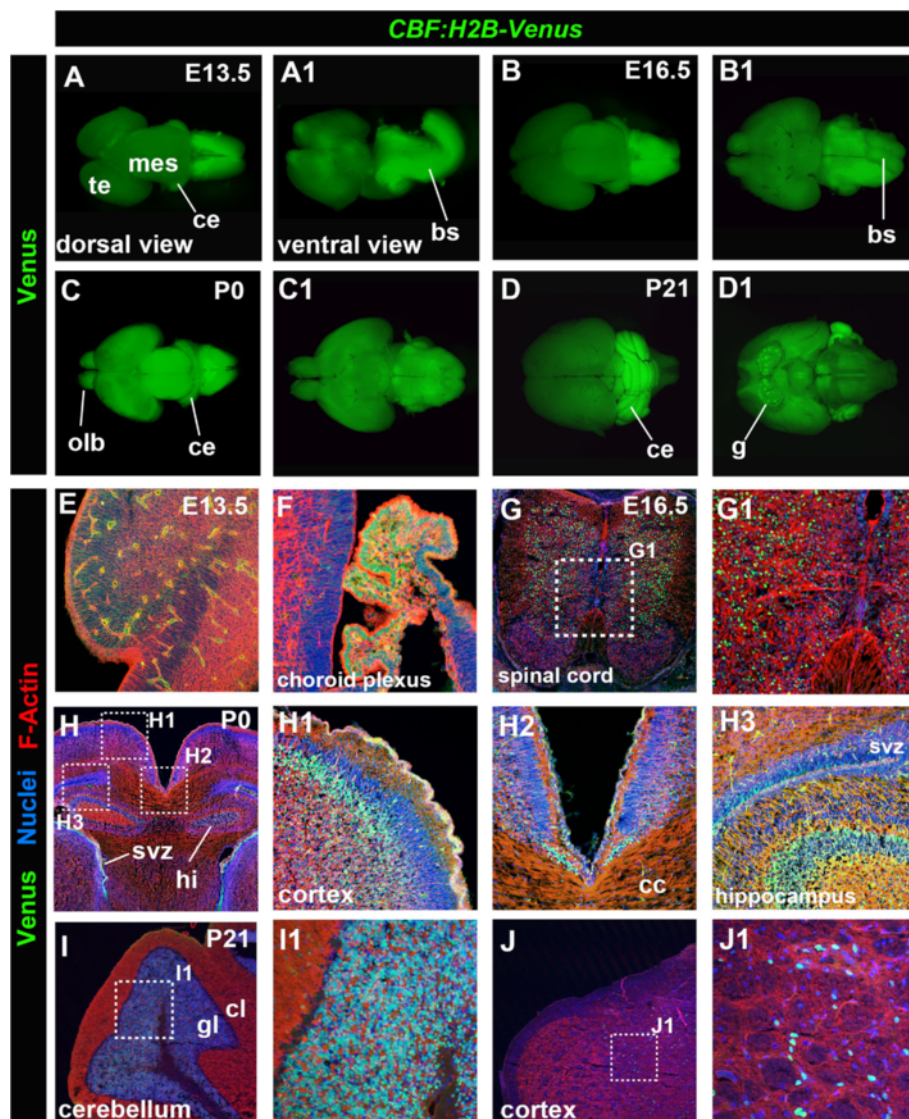 CBF:H2B-Venus
A E13.5 A1 B E16.5 B1
te mes ce bs bs
dorsal view ventral view
C P0 C1 D P21 D1
olb ce ce g
Venus
E E13.5 F G E16.5 G1 G1
choroid plexus spinal cord
H H1 P0 H2 H3 svz hi H1 H2 H3 svz
cortex cc hippocampus
I P21 I1 gl cl I1 J J1 J1
cerebellum cortex
Venus Nuclei F-Actin